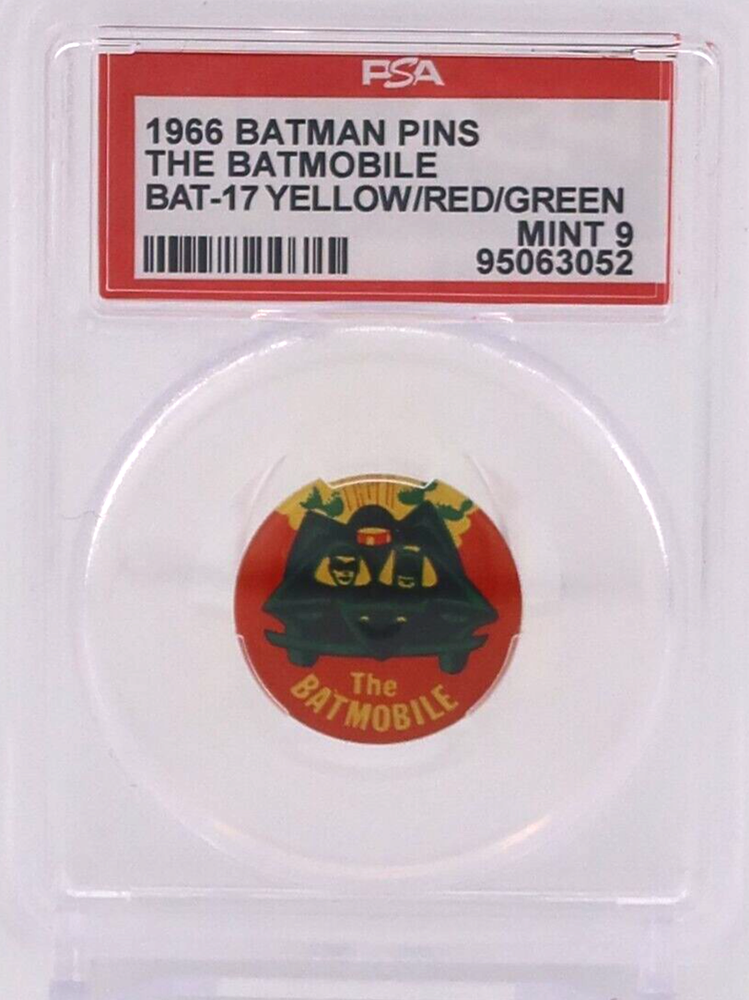 PSA
1966 BATMAN PINS
THE BATMOBILE
BAT-17 YELLOW/RED/GREEN
MINT 9
95063052
The
BATMOBILE